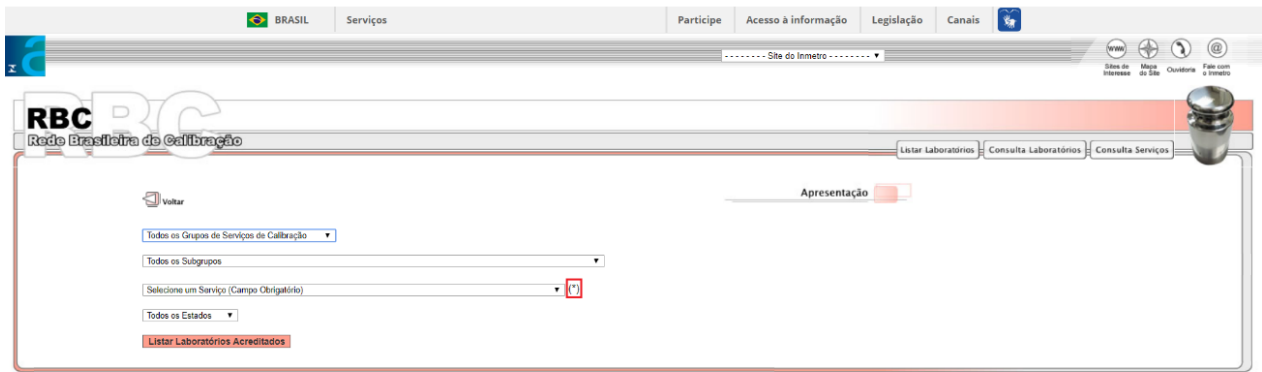 BRASIL Serviços Participe Acesso à informação Legislação Canais
- - - - - - - - Site do Inmetro - - - - - - - - ▼
www @
Sites de Interesse Mapa do Site Ouvidoria Fale com o Inmetro
RBC
Rede Brasileira de Calibração
Listar Laboratórios Consulta Laboratórios Consulta Serviços
Voltar Apresentação
Todos os Grupos de Serviços de Calibração ▼
Todos os Subgrupos ▼
Selecione um Serviço (Campo Obrigatório) ▼ (*)
Todos os Estados ▼
Listar Laboratórios Acreditados